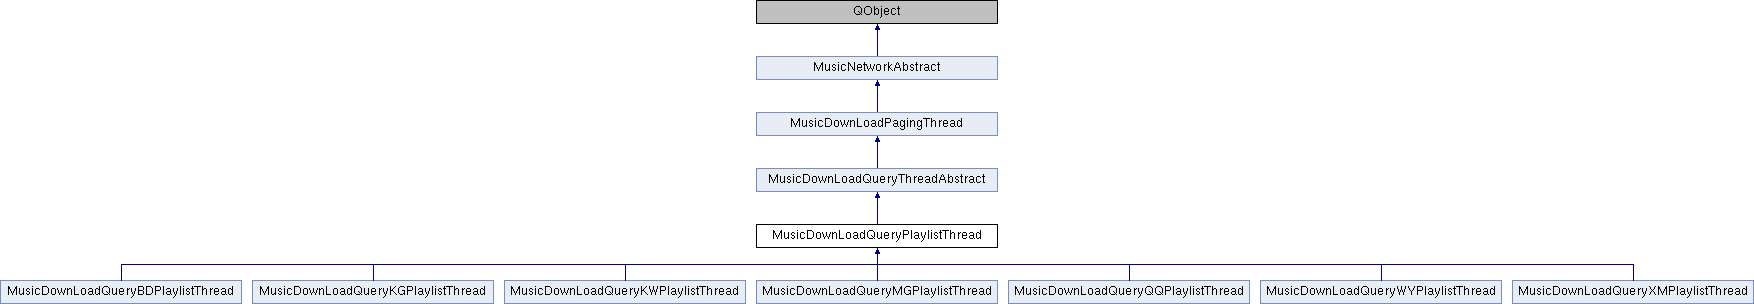 QObject
MusicNetworkAbstract
MusicDownLoadPagingThread
MusicDownLoadQueryThreadAbstract
MusicDownLoadQueryPlaylistThread
MusicDownLoadQueryBDPlaylistThread
MusicDownLoadQueryKGPlaylistThread
MusicDownLoadQueryKWPlaylistThread
MusicDownLoadQueryMGPlaylistThread
MusicDownLoadQueryQQPlaylistThread
MusicDownLoadQueryWYPlaylistThread
MusicDownLoadQueryXMPlaylistThread